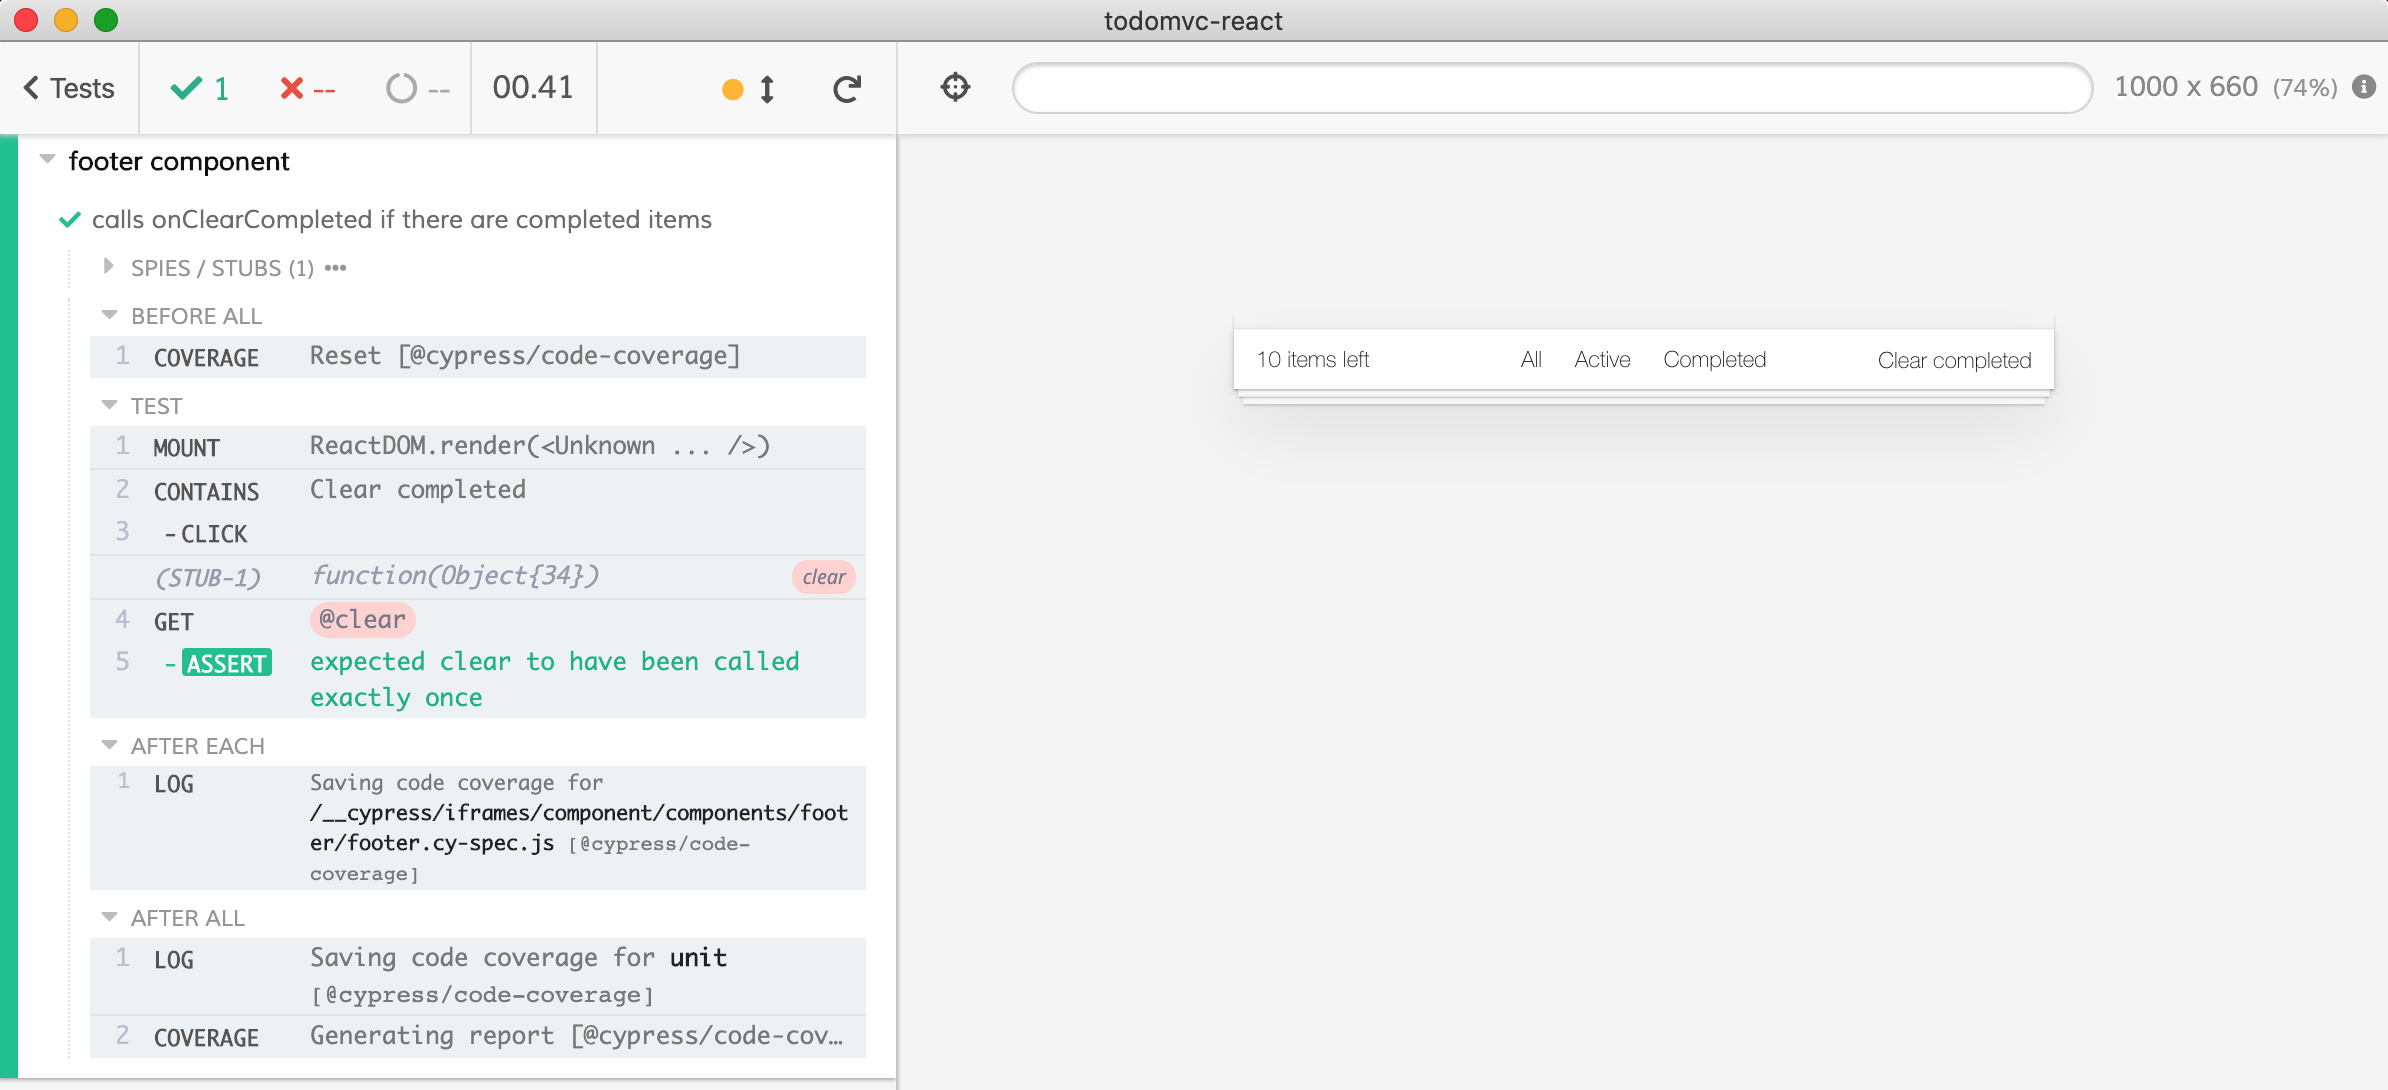 todomvc-react
Tests
1
--
--
00.41
1000 x 660 (74%)
footer component
calls onClearCompleted if there are completed items
SPIES / STUBS (1) •••
BEFORE ALL
1 COVERAGE Reset [@cypress/code-coverage]
TEST
1 MOUNT ReactDOM.render(<Unknown ... />)
2 CONTAINS Clear completed
3 -CLICK
(STUB-1) function(Object{34}) clear
4 GET @clear
5 -ASSERT expected clear to have been called
exactly once
AFTER EACH
1 LOG Saving code coverage for
/__cypress/iframes/component/components/foot
er/footer.cy-spec.js [@cypress/code-
coverage]
AFTER ALL
1 LOG Saving code coverage for unit
[@cypress/code-coverage]
2 COVERAGE Generating report [@cypress/code-cov…
10 items left All Active Completed Clear completed